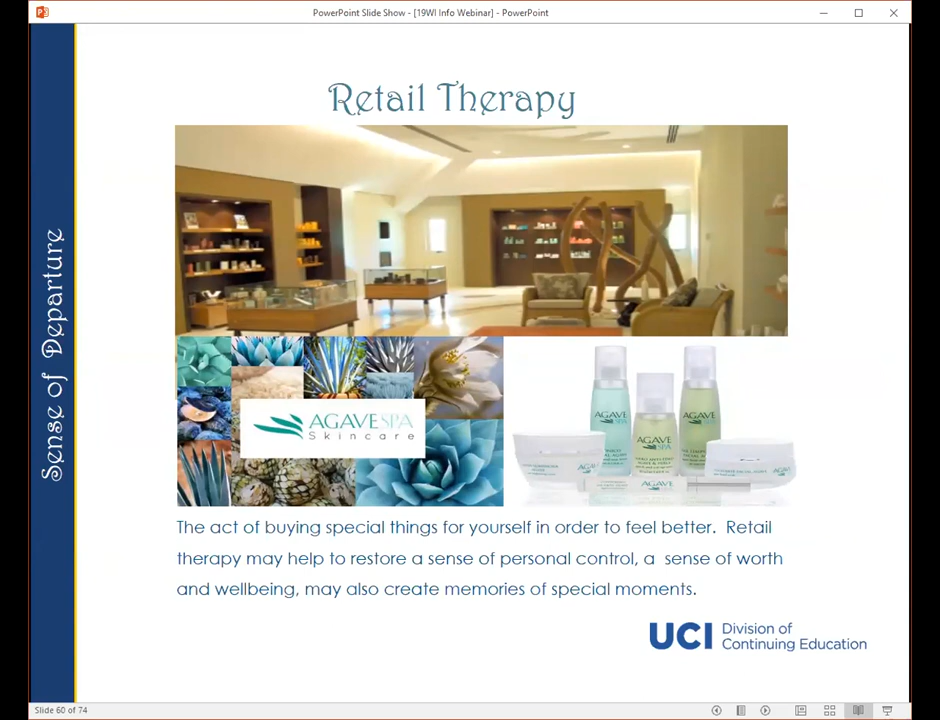 PowerPoint Slide Show - [19WI Info Webinar] - PowerPoint
Retail Therapy
Sense of Departure
AGAVESPA
Skincare
AGAVE
SPA
AGAVE
SPA
AGAVE
SPA
AGAVE
The act of buying special things for yourself in order to feel better. Retail
therapy may help to restore a sense of personal control, a sense of worth
and wellbeing, may also create memories of special moments.
UCI Division of
Continuing Education
Slide 60 of 74